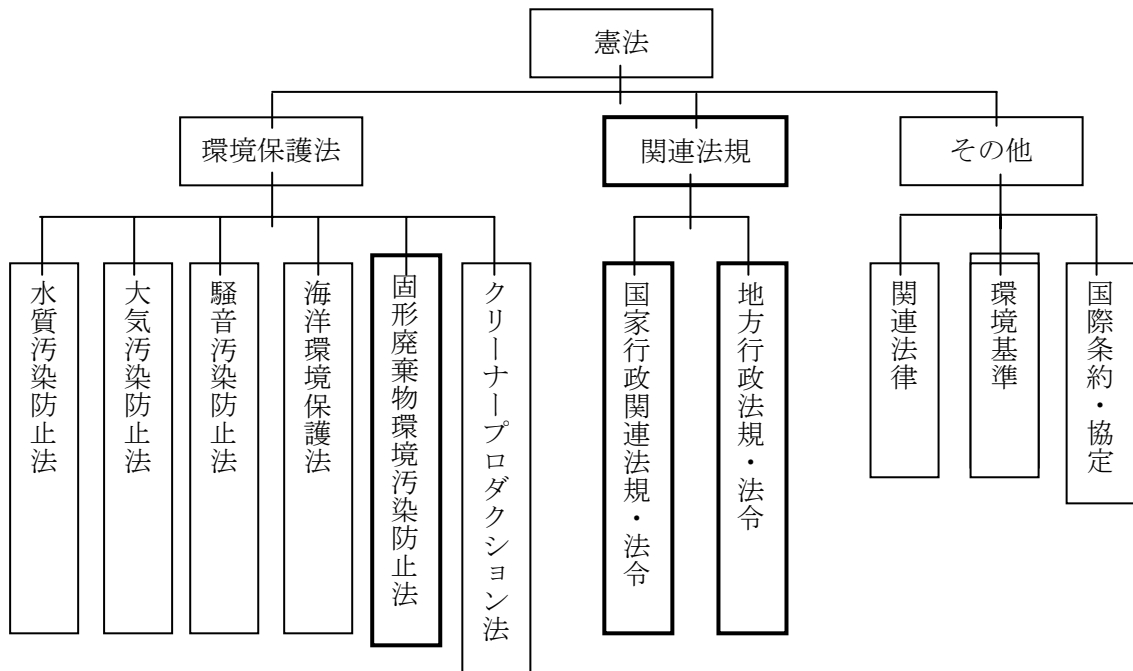 憲法
環境保護法
関連法規
その他
水質汚染防止法
大気汚染防止法
騒音汚染防止法
海洋環境保護法
固形廃棄物環境汚染防止法
クリーナープロダクション法
国家行政関連法規・法令
地方行政法規・法令
関連法律
環境基準
国際条約・協定